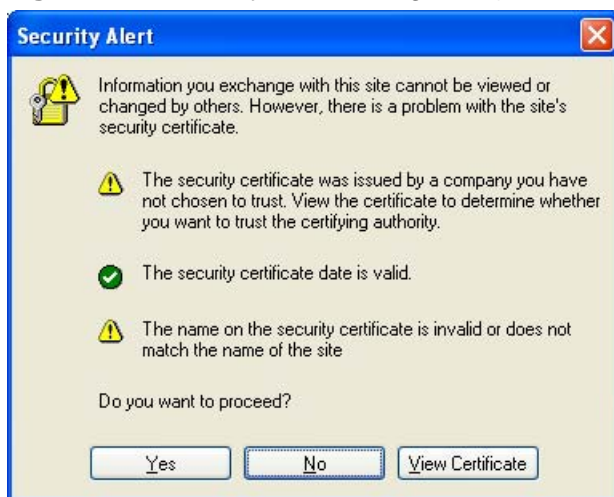 Security Alert
Information you exchange with this site cannot be viewed or
changed by others. However, there is a problem with the site's
security certificate.
The security certificate was issued by a company you have
not chosen to trust. View the certificate to determine whether
you want to trust the certifying authority.
The security certificate date is valid.
The name on the security certificate is invalid or does not
match the name of the site
Do you want to proceed?
Yes
No
View Certificate